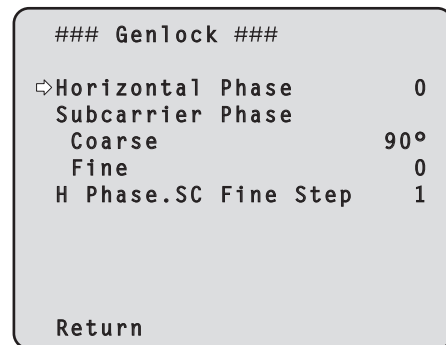 ### Genlock ###
⇨Horizontal Phase 0
Subcarrier Phase
Coarse 90°
Fine 0
H Phase.SC Fine Step 1
Return